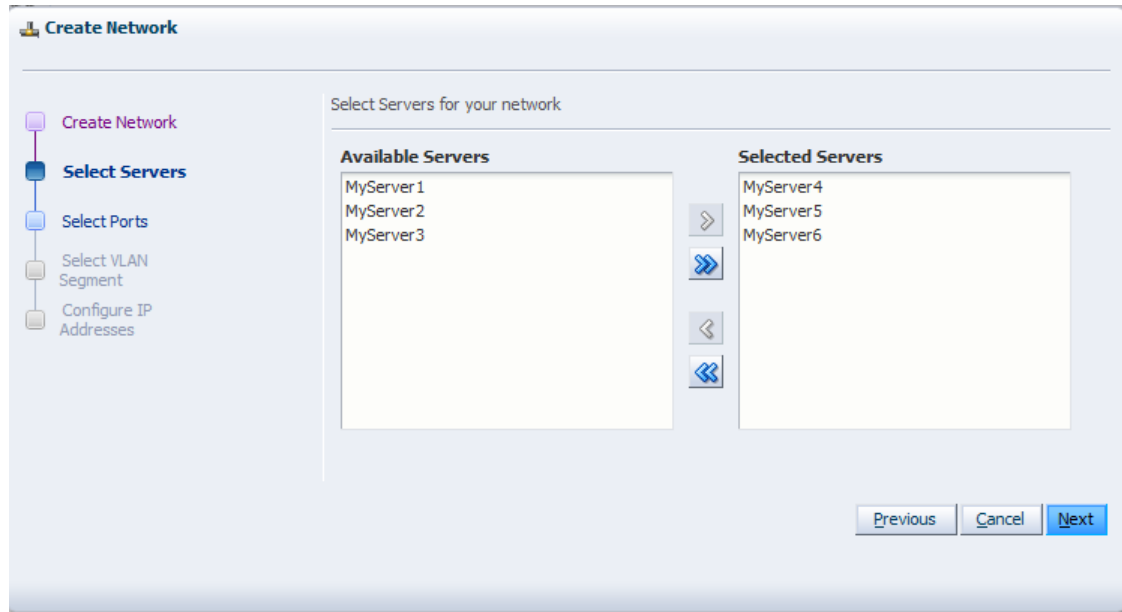 Create Network
Create Network
Select Servers
Select Ports
Select VLAN
Segment
Configure IP
Addresses
Select Servers for your network
Available Servers
MyServer1
MyServer2
MyServer3
Selected Servers
MyServer4
MyServer5
MyServer6
Previous
Cancel
Next